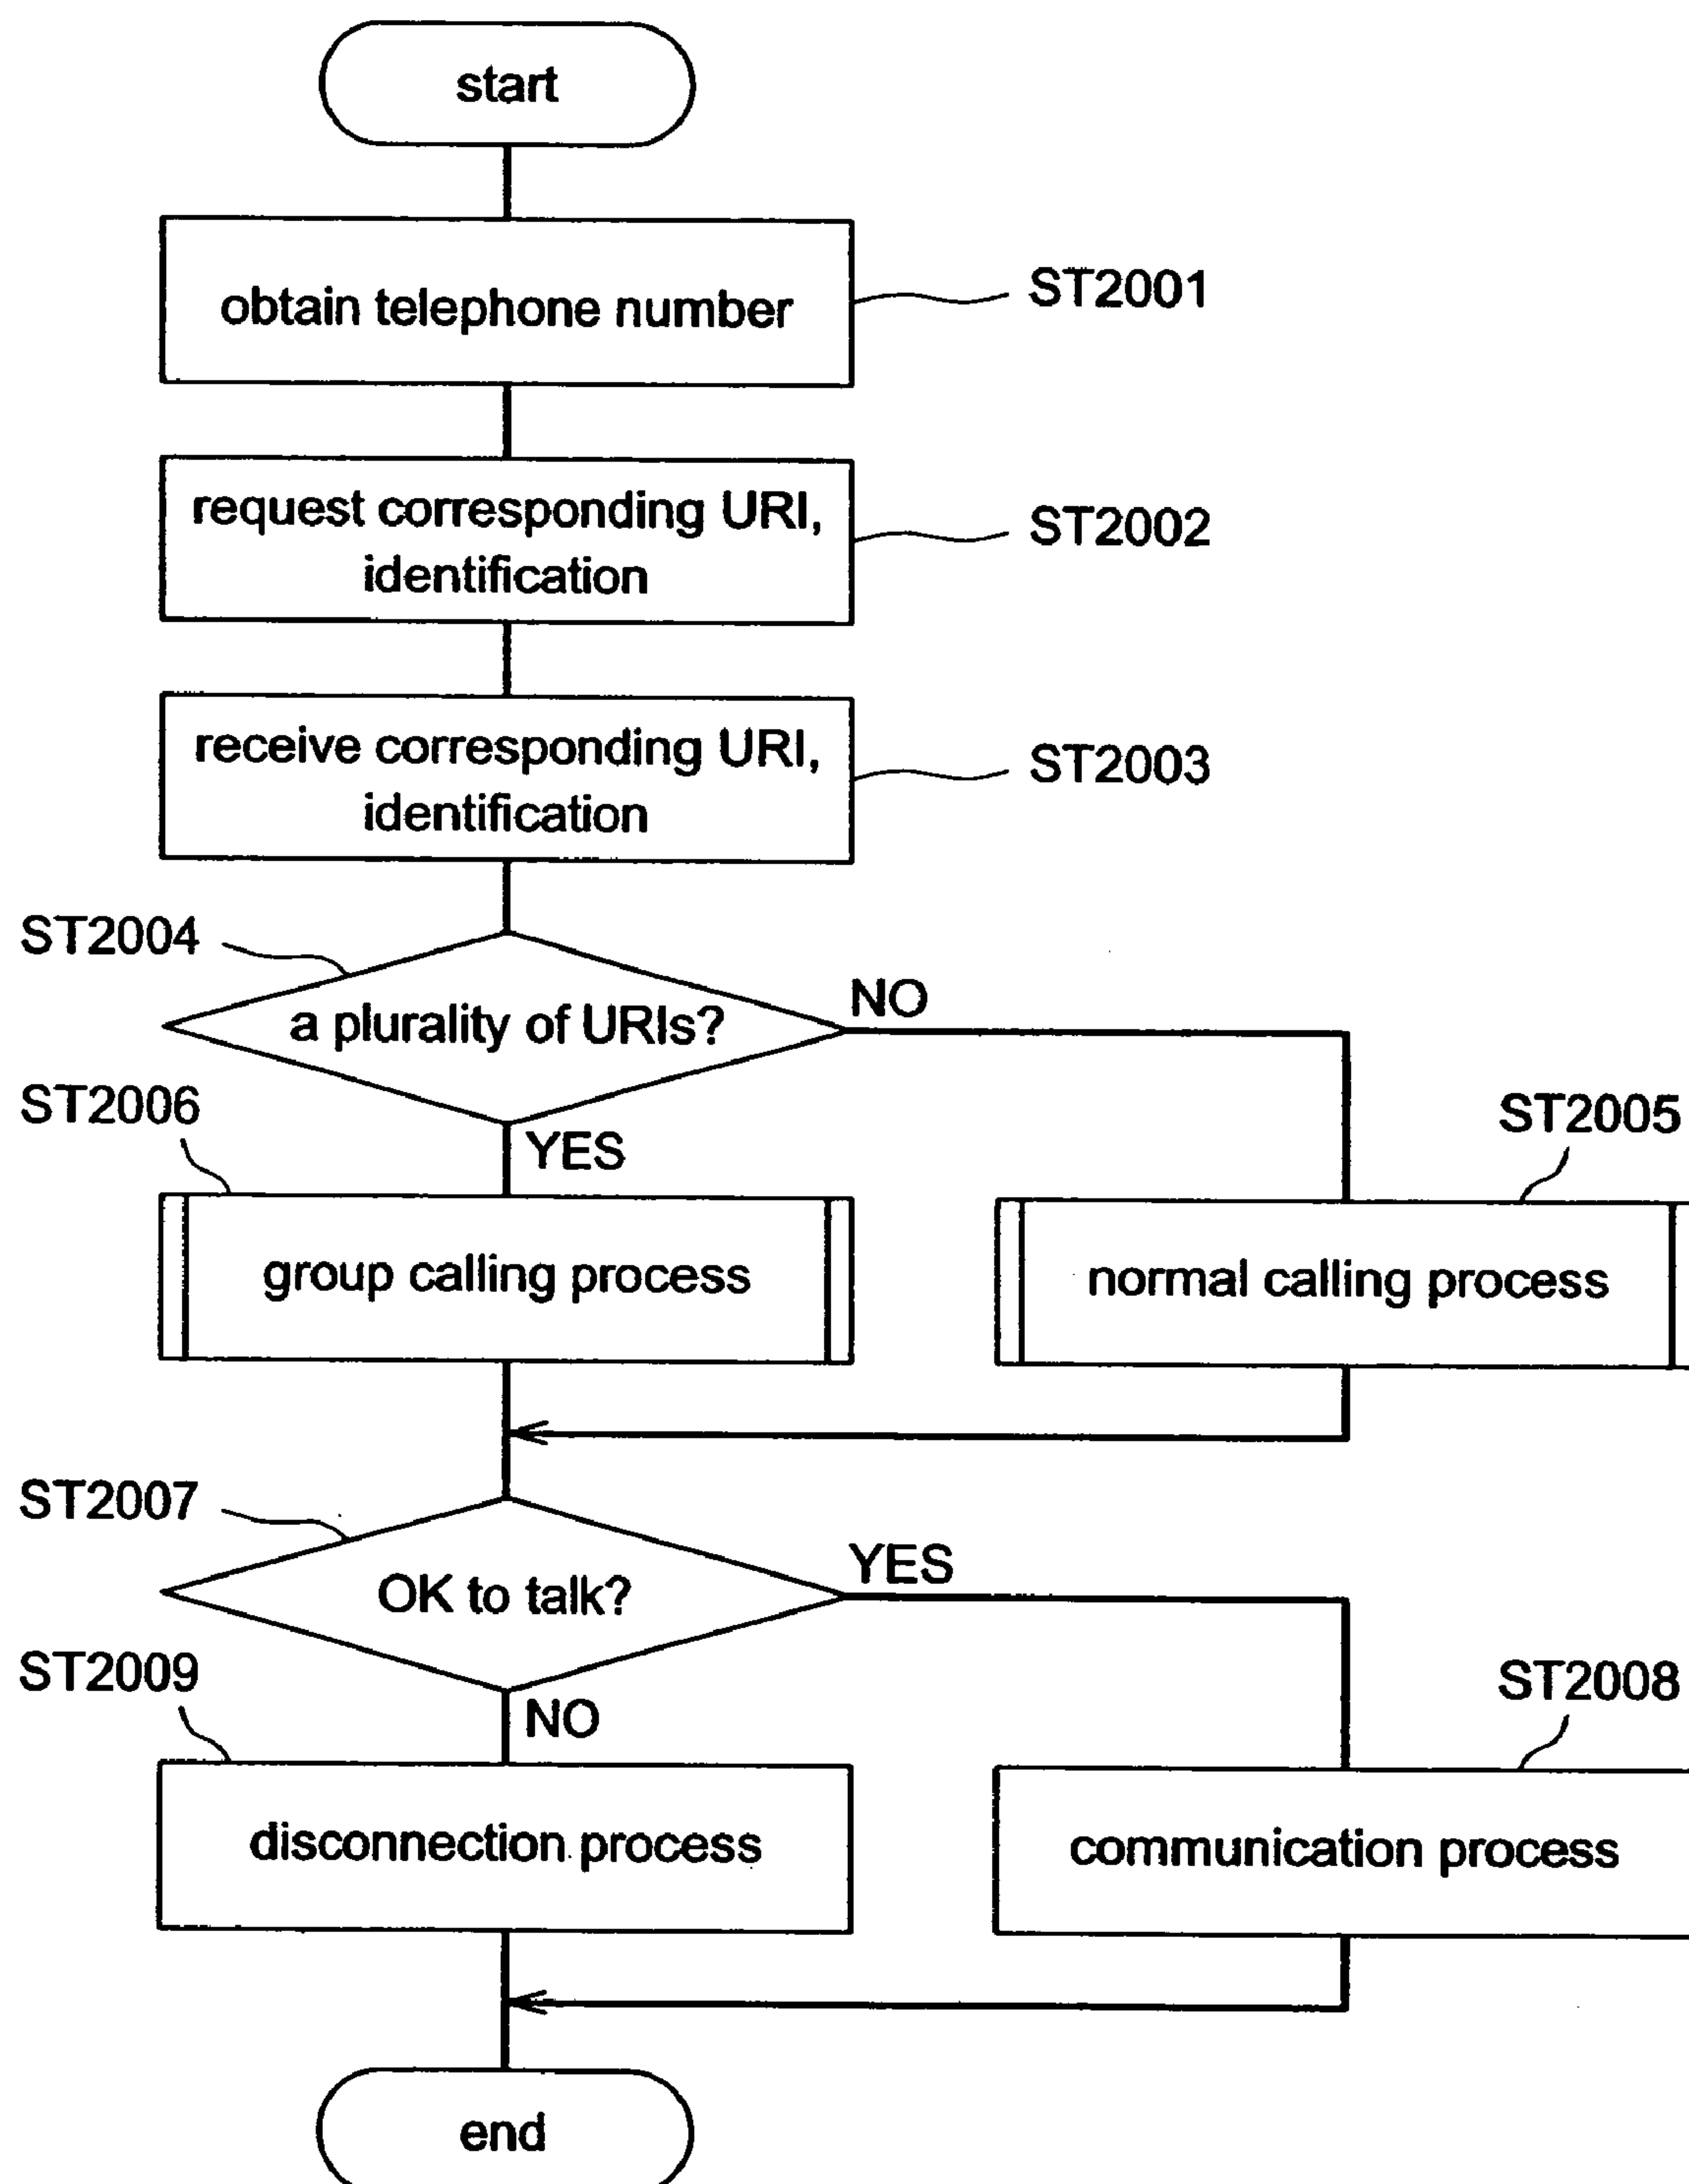 start
obtain telephone number
ST2001
request corresponding URI,
identification
ST2002
receive corresponding URI,
identification
ST2003
ST2004
a plurality of URIs?
NO
YES
ST2006
group calling process
ST2005
normal calling process
ST2007
OK to talk?
YES
NO
ST2009
disconnection process
ST2008
communication process
end